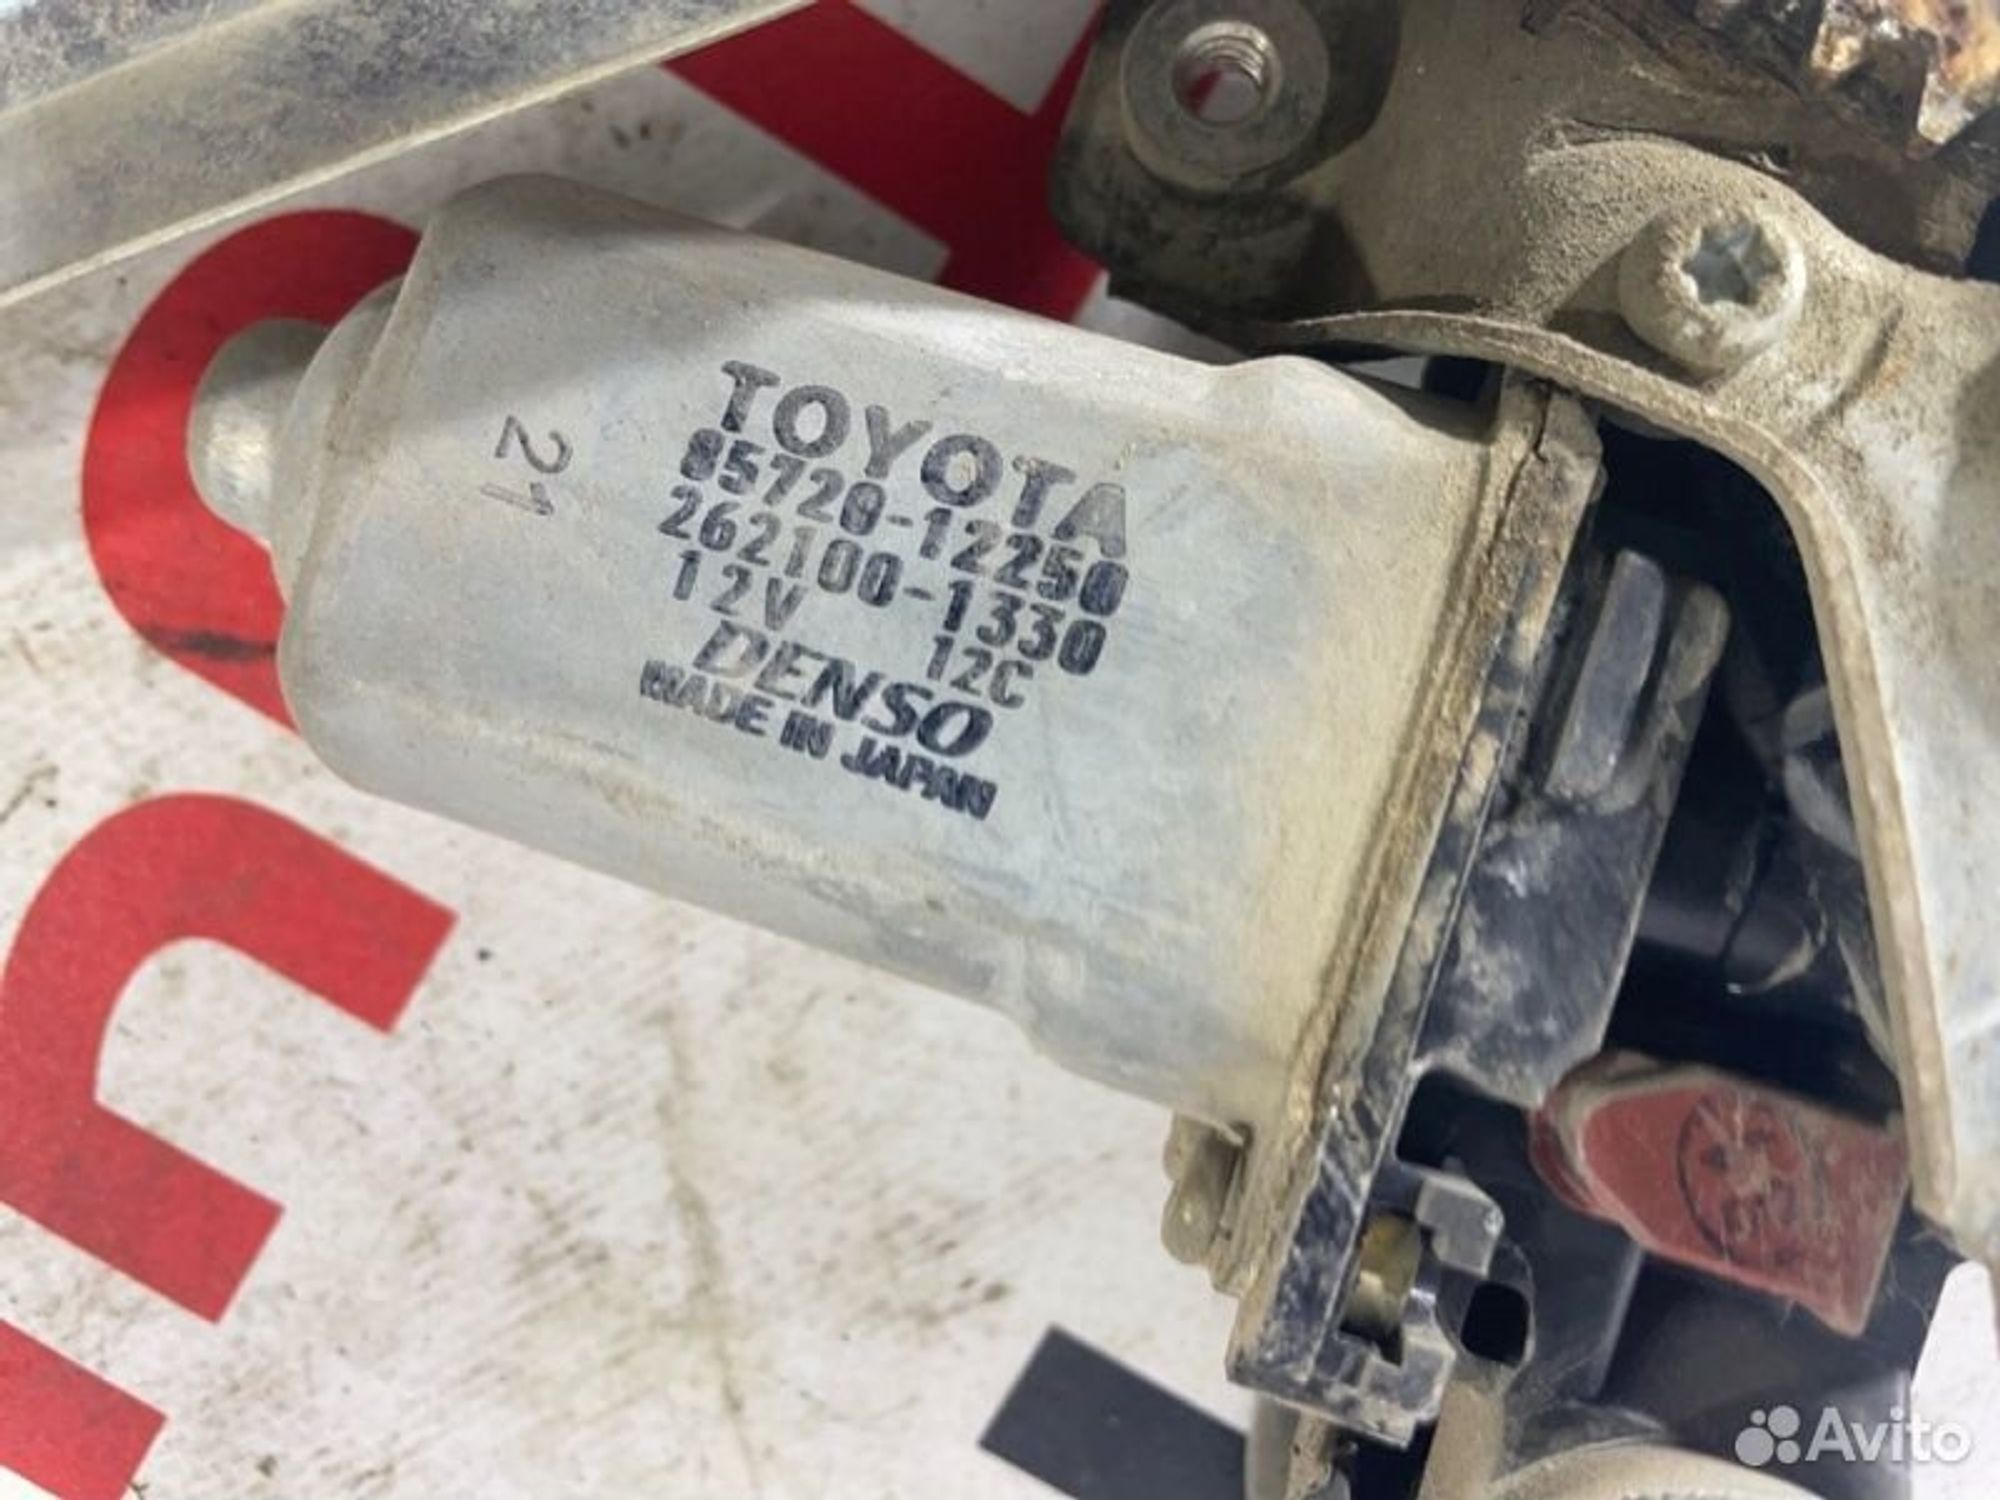 TOYOTA
85720-12250
262100-1330
12V 12C
DENSO
MADE IN JAPAN
21
Avito